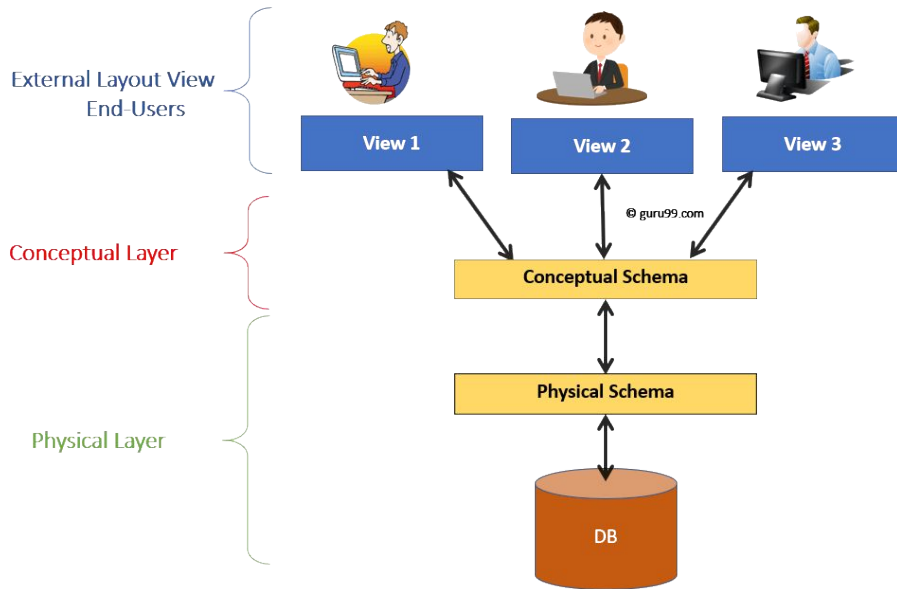 External Layout View
End-Users
View 1
View 2
View 3
© guru99.com
Conceptual Layer
Conceptual Schema
Physical Schema
Physical Layer
DB